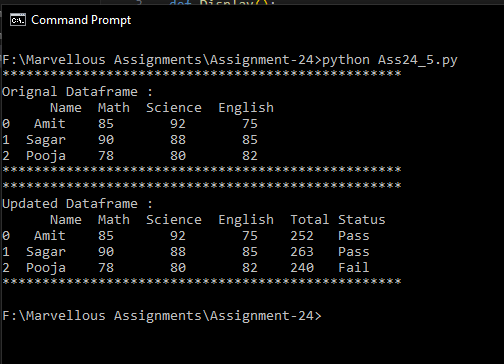 def Display():
Command Prompt
F:\Marvellous Assignments\Assignment-24>python Ass24_5.py
**************************************************
Orignal Dataframe :
Name Math Science English
0 Amit 85 92 75
1 Sagar 90 88 85
2 Pooja 78 80 82
**************************************************
**************************************************
Updated Dataframe :
Name Math Science English Total Status
0 Amit 85 92 75 252 Pass
1 Sagar 90 88 85 263 Pass
2 Pooja 78 80 82 240 Fail
**************************************************
F:\Marvellous Assignments\Assignment-24>